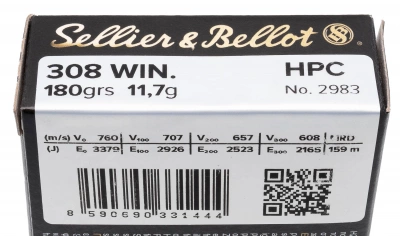 Sellier & Bellot
308 WIN. HPC
180grs 11,7g No. 2983
(m/s) V₀ 760 V₁₀₀ 707 V₂₀₀ 657 V₃₀₀ 608
(J) E₀ 3379 E₁₀₀ 2926 E₂₀₀ 2523 E₃₀₀ 2165 159 m
8 590690 331444